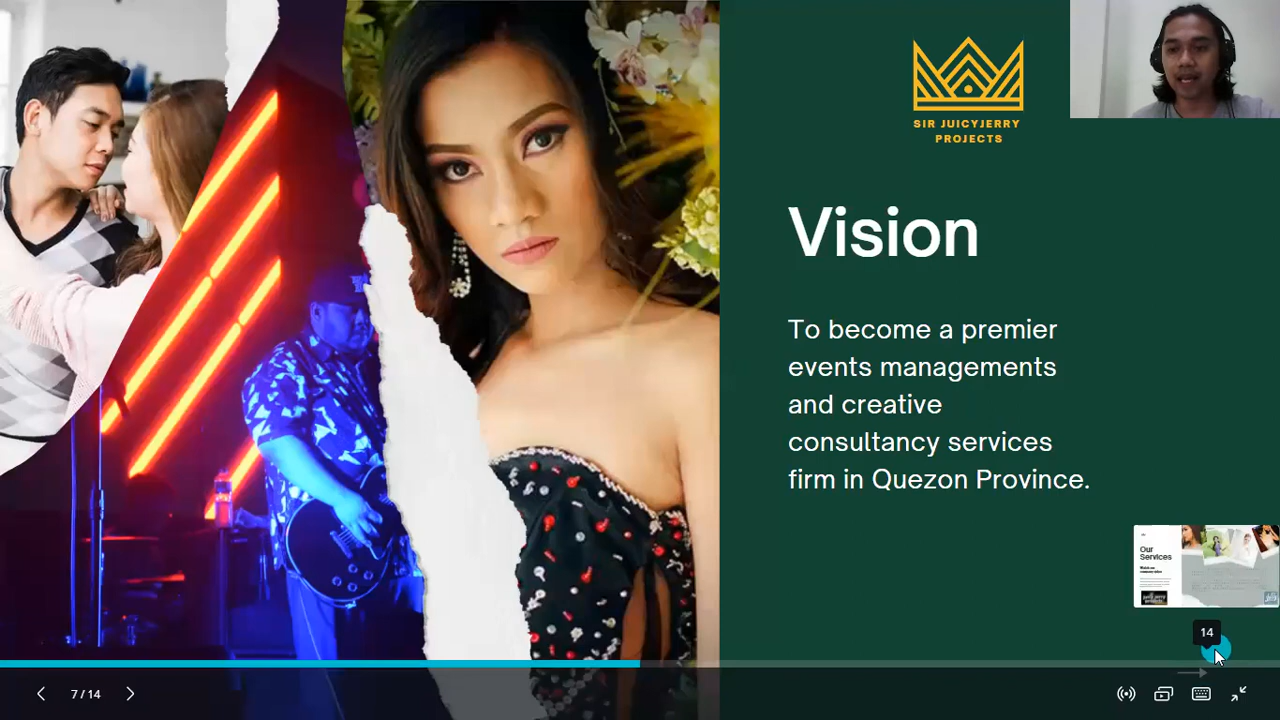 SIR JUICYJERRY
PROJECTS
Vision
To become a premier
events managements
and creative
consultancy services
firm in Quezon Province.
Our
Services
14
7 / 14